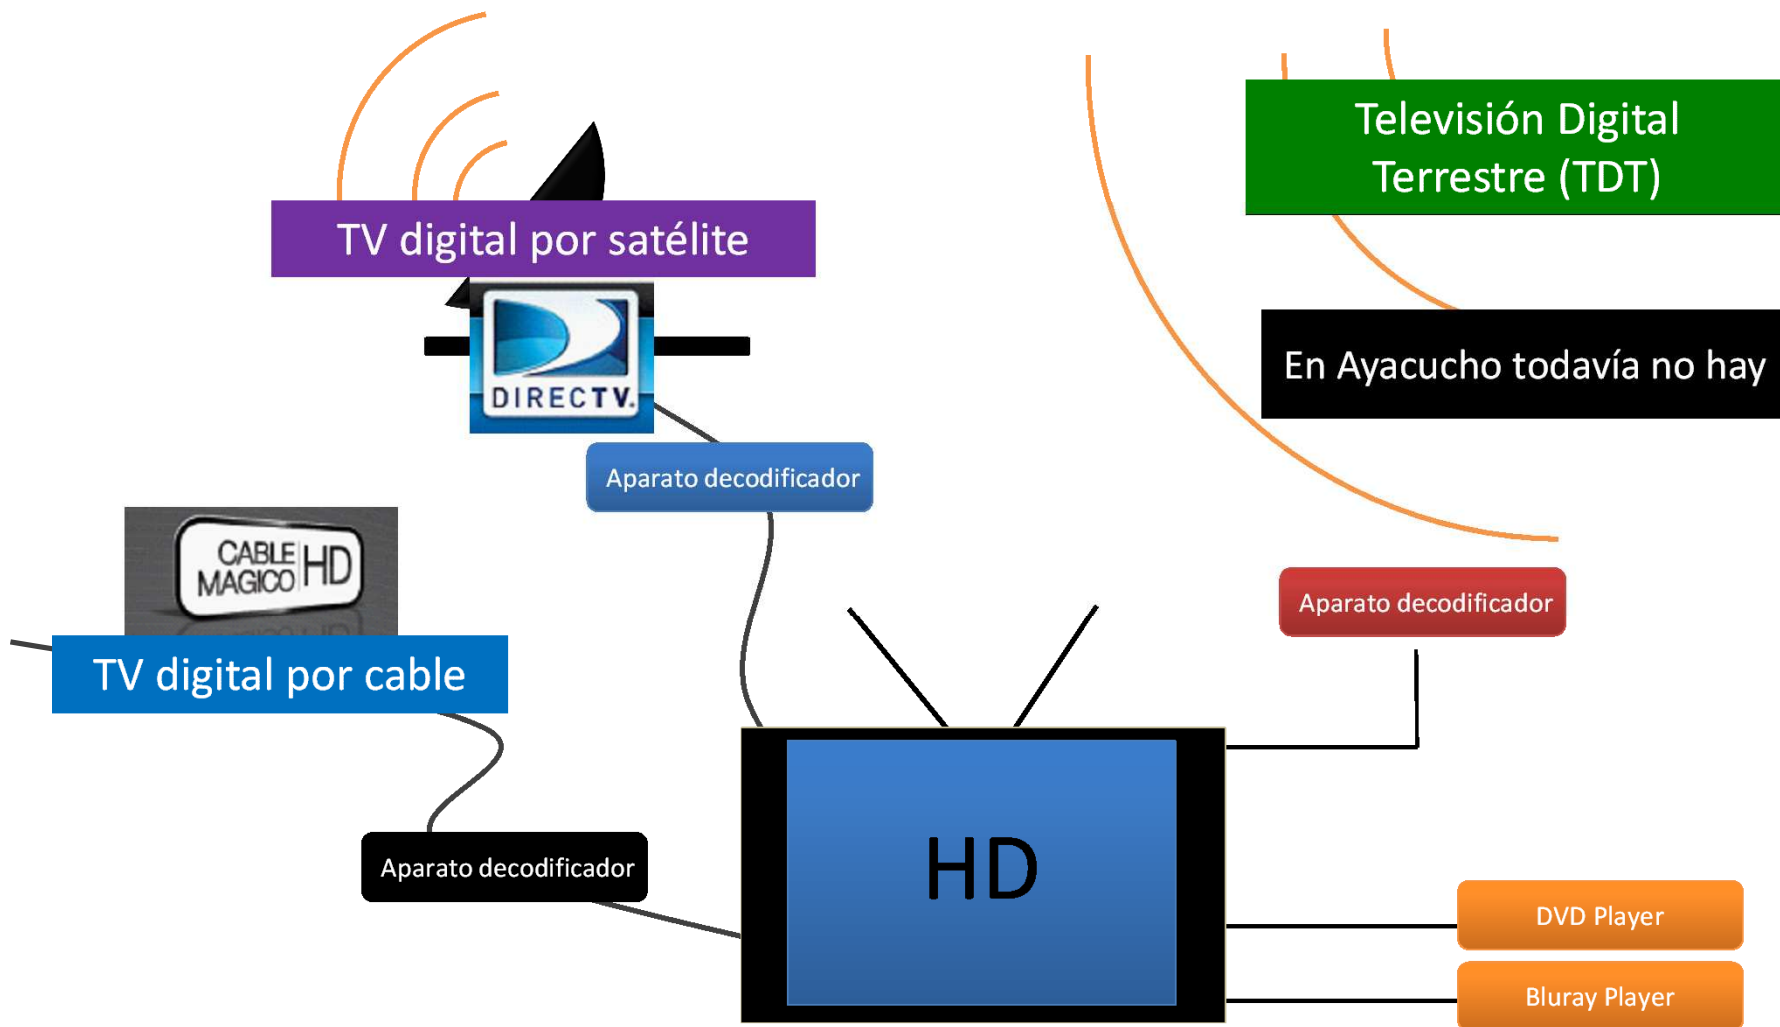 Televisión Digital
Terrestre (TDT)
TV digital por satélite
DIRECTV.
En Ayacucho todavía no hay
Aparato decodificador
CABLE
MAGICO HD
Aparato decodificador
TV digital por cable
HD
Aparato decodificador
DVD Player
Bluray Player